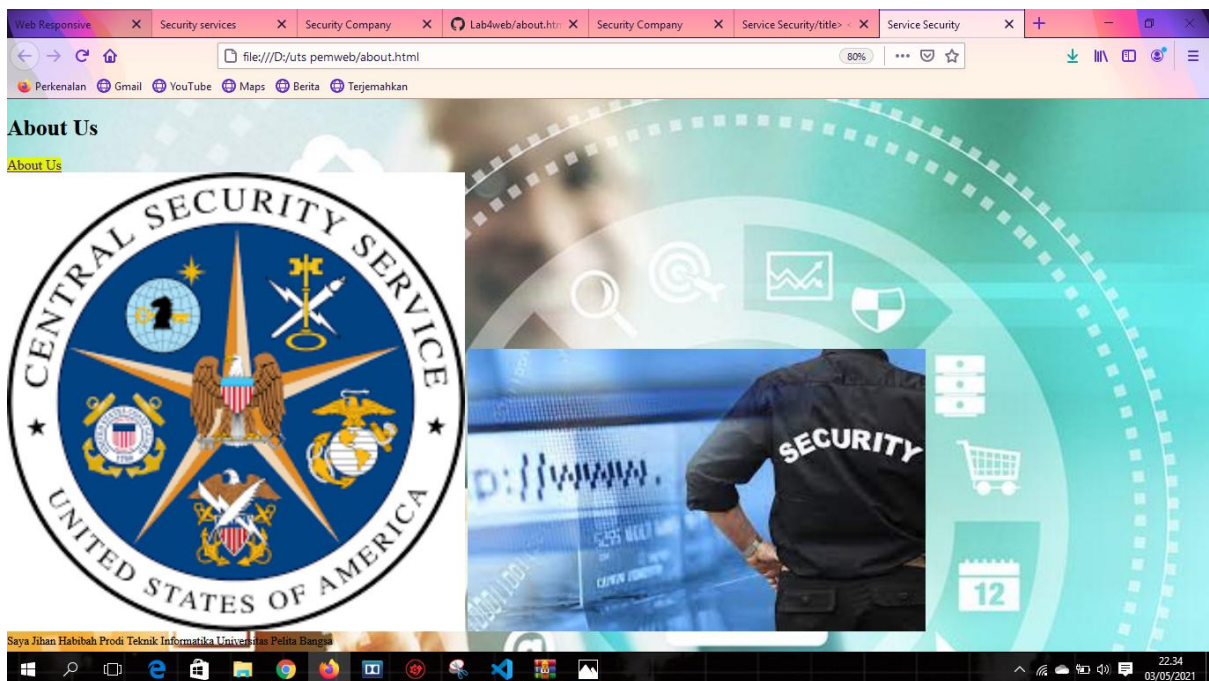 Web Responsive
Security services
Security Company
Lab4web/about.htm
Security Company
Service Security/title> <
Service Security
file:///D:/uts pemweb/about.html
80%
Perkenalan
Gmail
YouTube
Maps
Berita
Terjemahkan
About Us
About Us
CENTRAL SECURITY SERVICE
UNITED STATES OF AMERICA
1790
p://www.
SECURITY
12
Saya Jihan Habibah Prodi Teknik Informatika Universitas Pelita Bangsa
22.34
03/05/2021